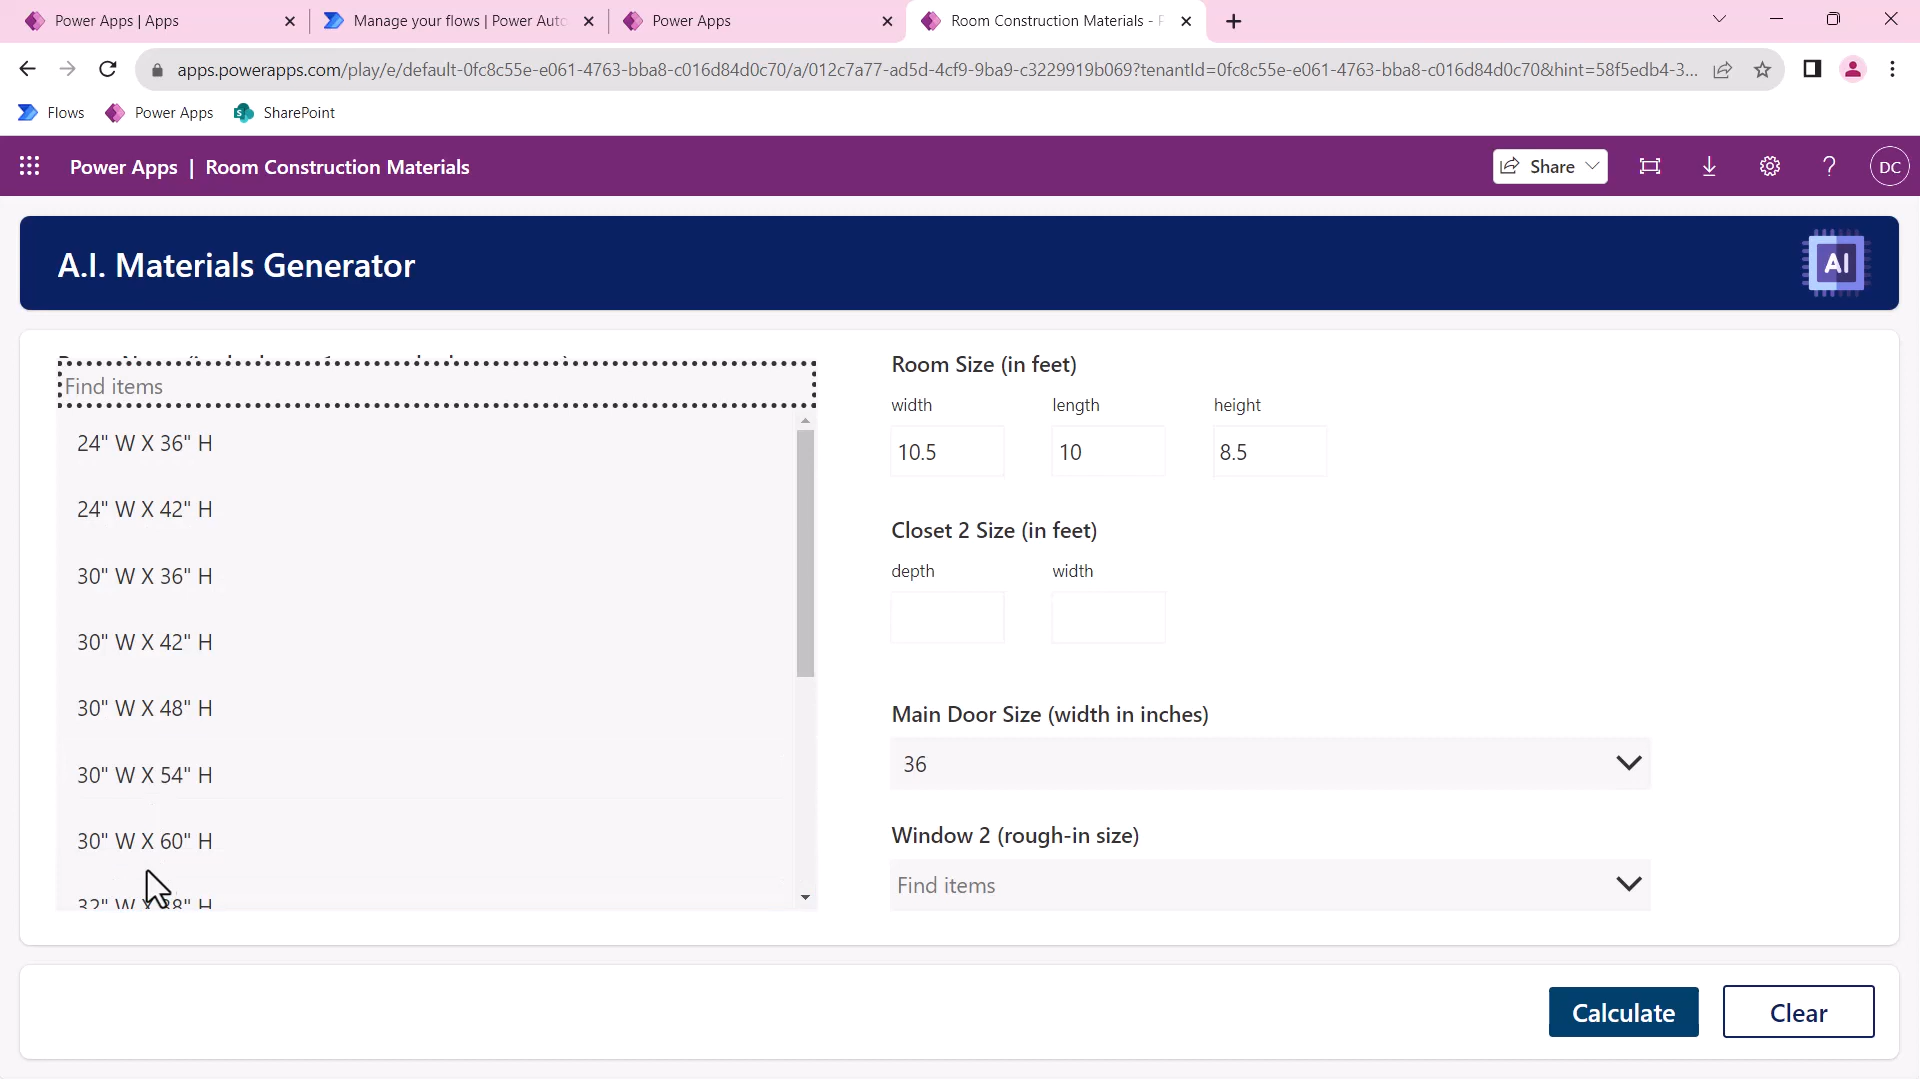 Power Apps | Apps
Manage your flows | Power Auto
Power Apps
Room Construction Materials - P
apps.powerapps.com/play/e/default-0fc8c55e-e061-4763-bba8-c016d84d0c70/a/012c7a77-ad5d-4cf9-9ba9-c3229919b069?tenantId=0fc8c55e-e061-4763-bba8-c016d84d0c70&hint=58f5edb4-3...
Flows
Power Apps
SharePoint
Power Apps | Room Construction Materials
Share
?
DC
A.I. Materials Generator
AI
Find items
24" W X 36" H
24" W X 42" H
30" W X 36" H
30" W X 42" H
30" W X 48" H
30" W X 54" H
30" W X 60" H
Room Size (in feet)
width
length
height
10.5
10
8.5
Closet 2 Size (in feet)
depth
width
Main Door Size (width in inches)
36
Window 2 (rough-in size)
Find items
Calculate
Clear